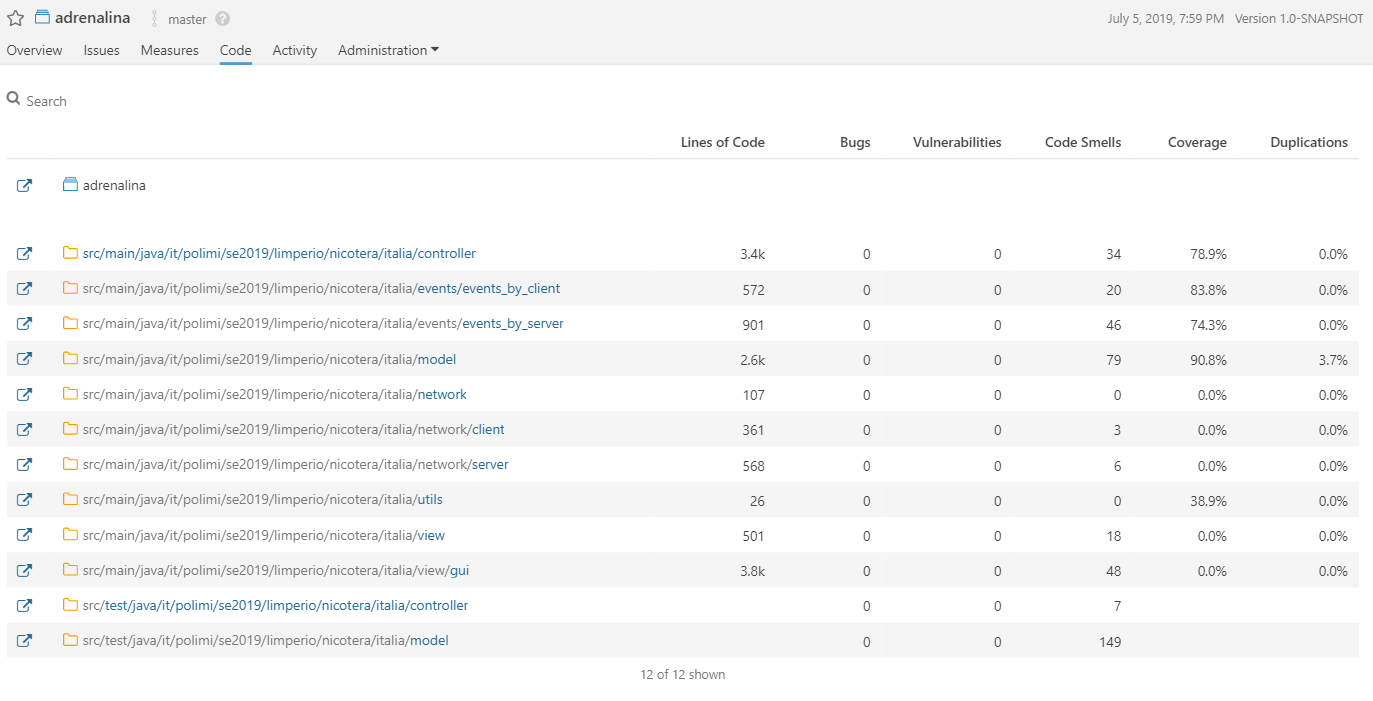 adrenalina master ? July 5, 2019, 7:59 PM Version 1.0-SNAPSHOT
Overview Issues Measures Code Activity Administration
Search
Lines of Code Bugs Vulnerabilities Code Smells Coverage Duplications
adrenalina
src/main/java/it/polimi/se2019/limperio/nicotera/italia/controller 3.4k 0 0 34 78.9% 0.0%
src/main/java/it/polimi/se2019/limperio/nicotera/italia/events/events_by_client 572 0 0 20 83.8% 0.0%
src/main/java/it/polimi/se2019/limperio/nicotera/italia/events/events_by_server 901 0 0 46 74.3% 0.0%
src/main/java/it/polimi/se2019/limperio/nicotera/italia/model 2.6k 0 0 79 90.8% 3.7%
src/main/java/it/polimi/se2019/limperio/nicotera/italia/network 107 0 0 0 0.0% 0.0%
src/main/java/it/polimi/se2019/limperio/nicotera/italia/network/client 361 0 0 3 0.0% 0.0%
src/main/java/it/polimi/se2019/limperio/nicotera/italia/network/server 568 0 0 6 0.0% 0.0%
src/main/java/it/polimi/se2019/limperio/nicotera/italia/utils 26 0 0 0 38.9% 0.0%
src/main/java/it/polimi/se2019/limperio/nicotera/italia/view 501 0 0 18 0.0% 0.0%
src/main/java/it/polimi/se2019/limperio/nicotera/italia/view/gui 3.8k 0 0 48 0.0% 0.0%
src/test/java/it/polimi/se2019/limperio/nicotera/italia/controller 0 0 7
src/test/java/it/polimi/se2019/limperio/nicotera/italia/model 0 0 149
12 of 12 shown